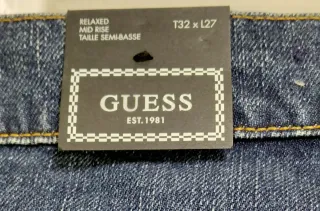 RELAXED
MID RISE
TAILLE SEMI-BASSE
T32 x L27
GUESS
EST.1981